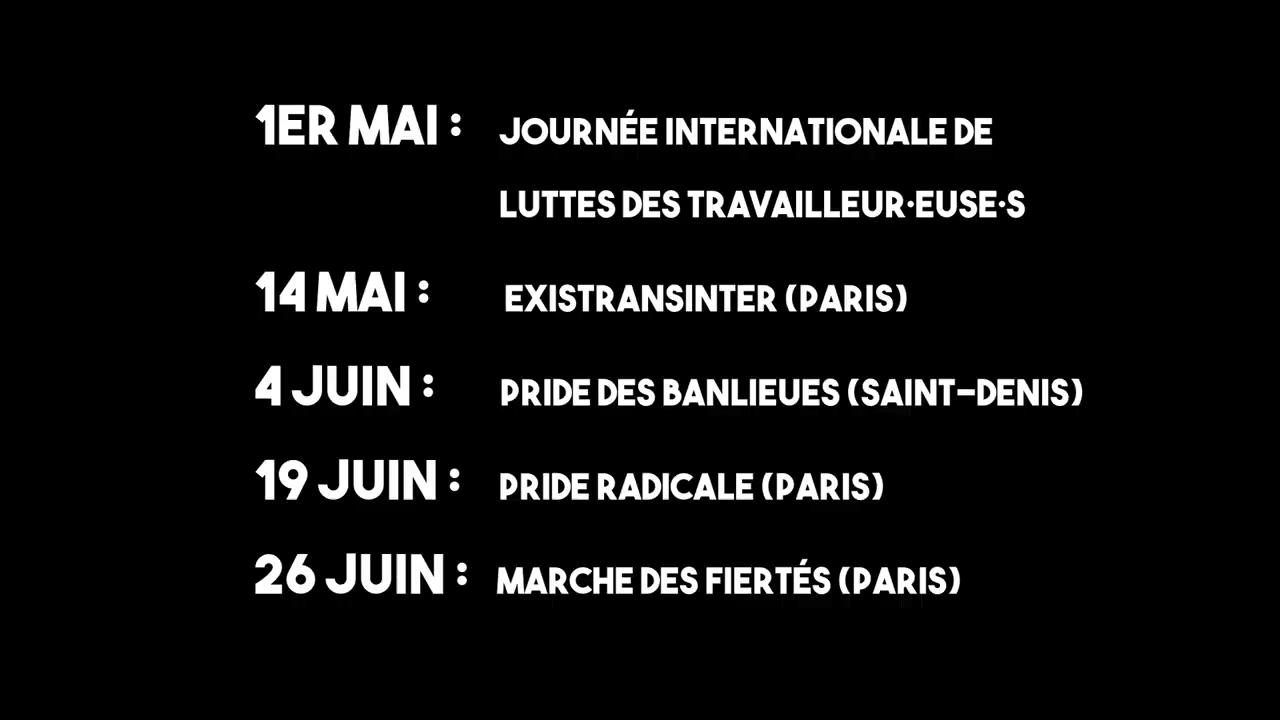 1ER MAI : JOURNÉE INTERNATIONALE DE
LUTTES DES TRAVAILLEUR·EUSE·S
14 MAI : EXISTRANSINTER (PARIS)
4 JUIN : PRIDE DES BANLIEUES (SAINT-DENIS)
19 JUIN : PRIDE RADICALE (PARIS)
26 JUIN : MARCHE DES FIERTÉS (PARIS)